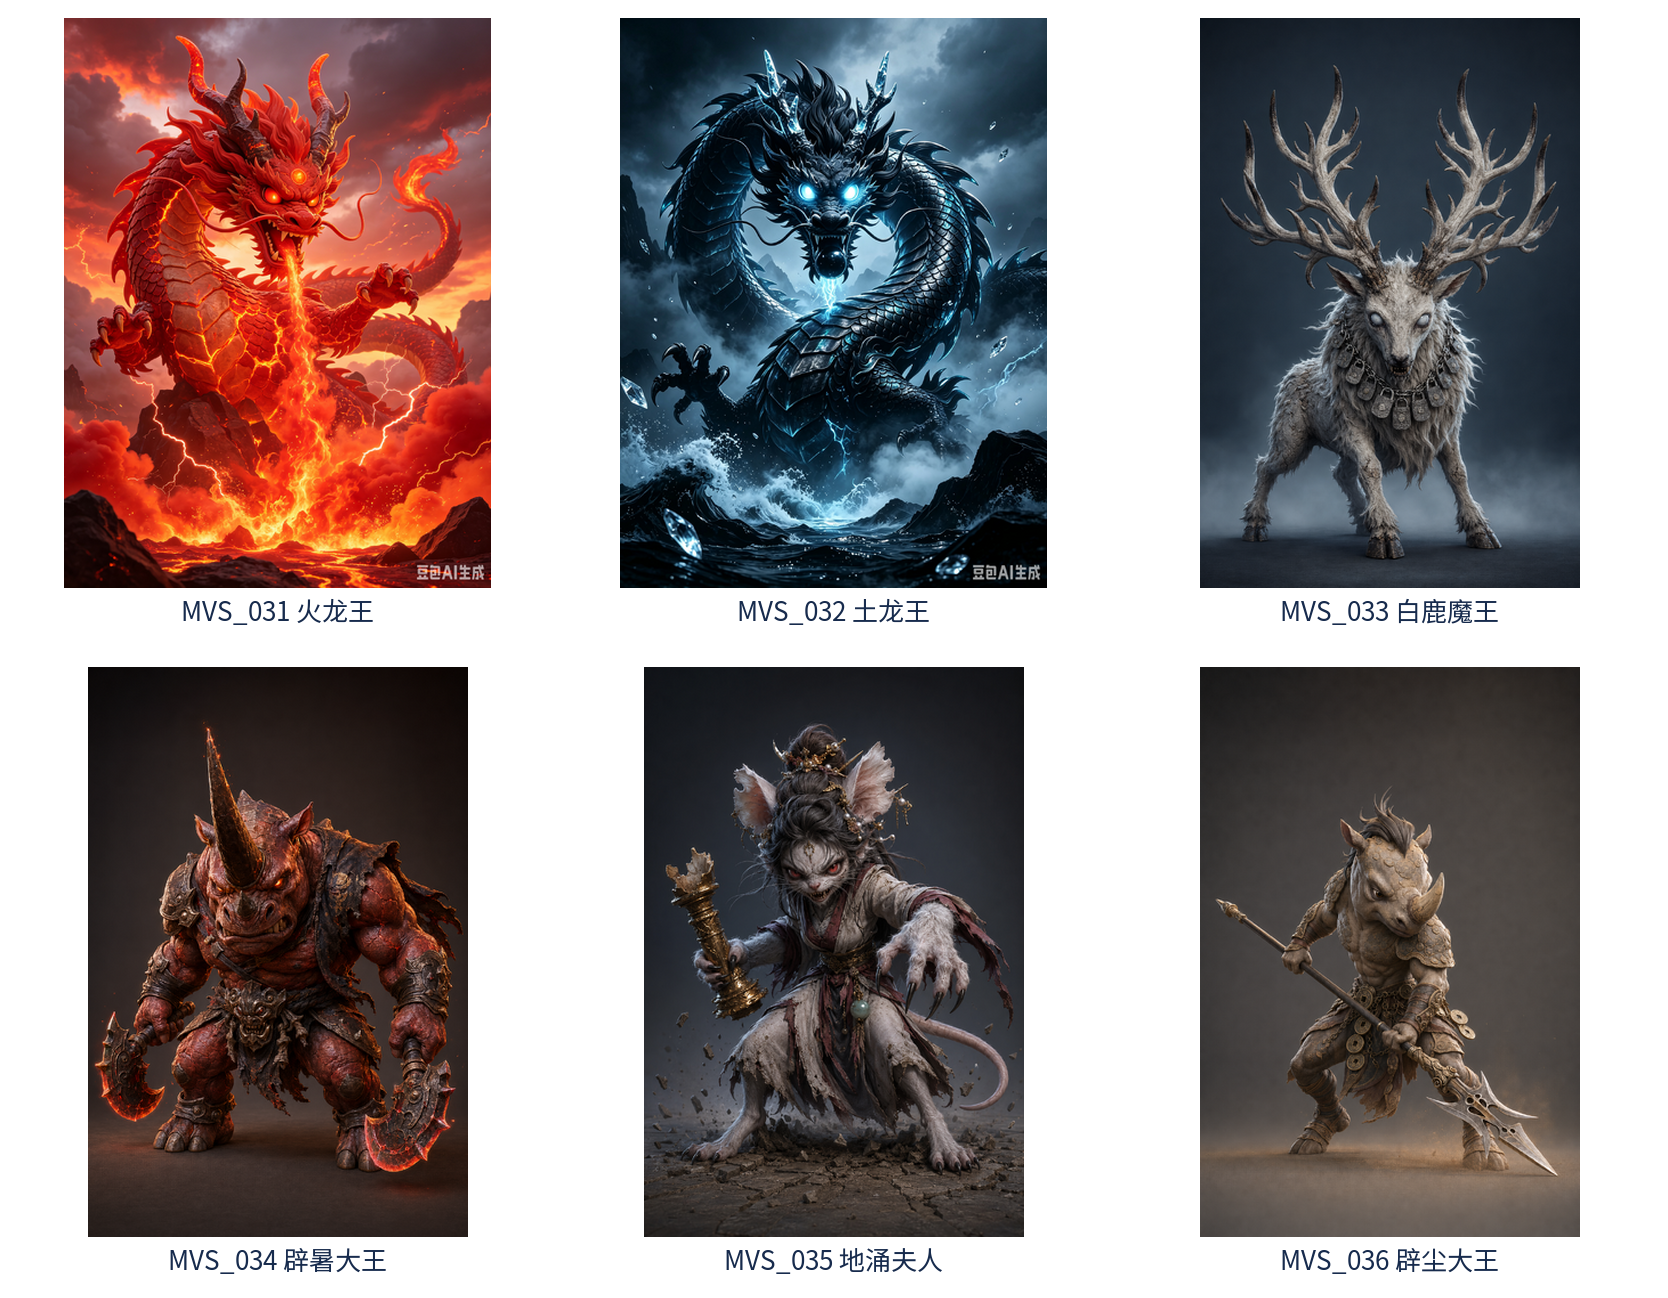 豆包AI生成
豆包AI生成
MVS_031 火龙王
MVS_032 土龙王
MVS_033 白鹿魔王
MVS_034 辟暑大王
MVS_035 地涌夫人
MVS_036 辟尘大王